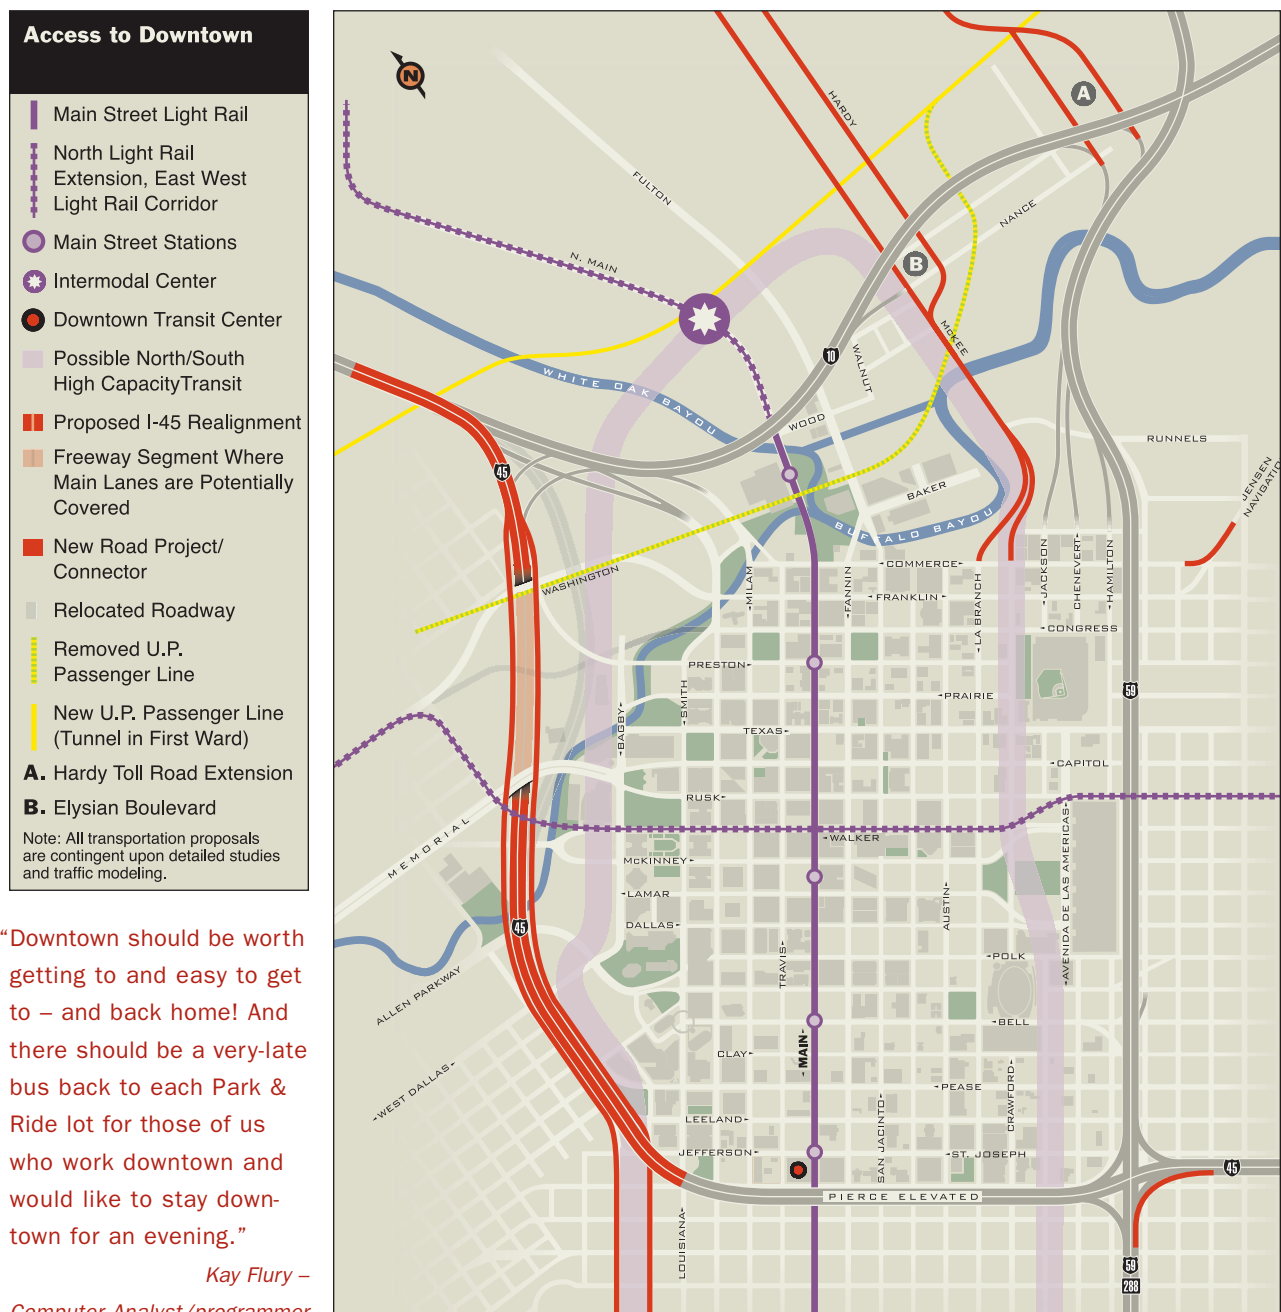 Access to Downtown
Main Street Light Rail
North Light Rail
Extension, East West
Light Rail Corridor
Main Street Stations
Intermodal Center
Downtown Transit Center
Possible North/South
High CapacityTransit
Proposed I-45 Realignment
Freeway Segment Where
Main Lanes are Potentially
Covered
New Road Project/
Connector
Relocated Roadway
Removed U.P.
Passenger Line
New U.P. Passenger Line
(Tunnel in First Ward)
A. Hardy Toll Road Extension
B. Elysian Boulevard
Note: All transportation proposals
are contingent upon detailed studies
and traffic modeling.
“Downtown should be worth
getting to and easy to get
to – and back home! And
there should be a very-late
bus back to each Park &
Ride lot for those of us
who work downtown and
would like to stay down-
town for an evening.”
Kay Flury –
Computer Analyst/programmer
N
A
HARDY
FULTON
NANCE
N. MAIN
B
McKEE
10
WALNUT
WHITE OAK BAYOU
WOOD
RUNNELS
45
JENSEN
NAVIGATION
BAKER
BUFFALO BAYOU
COMMERCE
WASHINGTON
MILAM
FANNIN
FRANKLIN
LA BRANCH
JACKSON
CHENEVERT
HAMILTON
CONGRESS
PRESTON
SMITH
PRAIRIE
59
BAGBY
TEXAS
CAPITOL
RUSK
MEMORIAL
WALKER
McKINNEY
LAMAR
AUSTIN
AVENIDA DE LAS AMERICAS
45
DALLAS
TRAVIS
POLK
ALLEN PARKWAY
BELL
MAIN
CLAY
WEST DALLAS
PEASE
CRAWFORD
SAN JACINTO
LEELAND
JEFFERSON
ST. JOSEPH
45
PIERCE ELEVATED
LOUISIANA
59
288